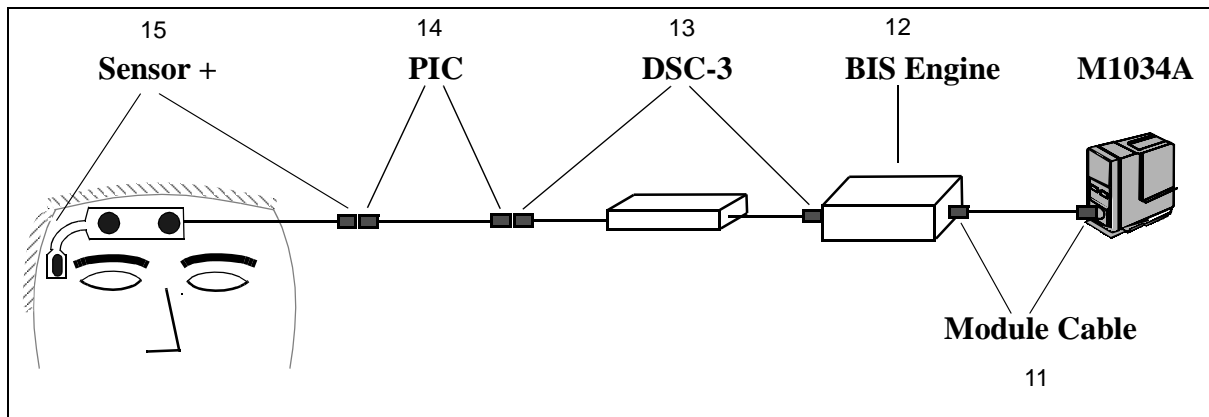 15 14 13 12
Sensor + PIC DSC-3 BIS Engine M1034A
Module Cable
11